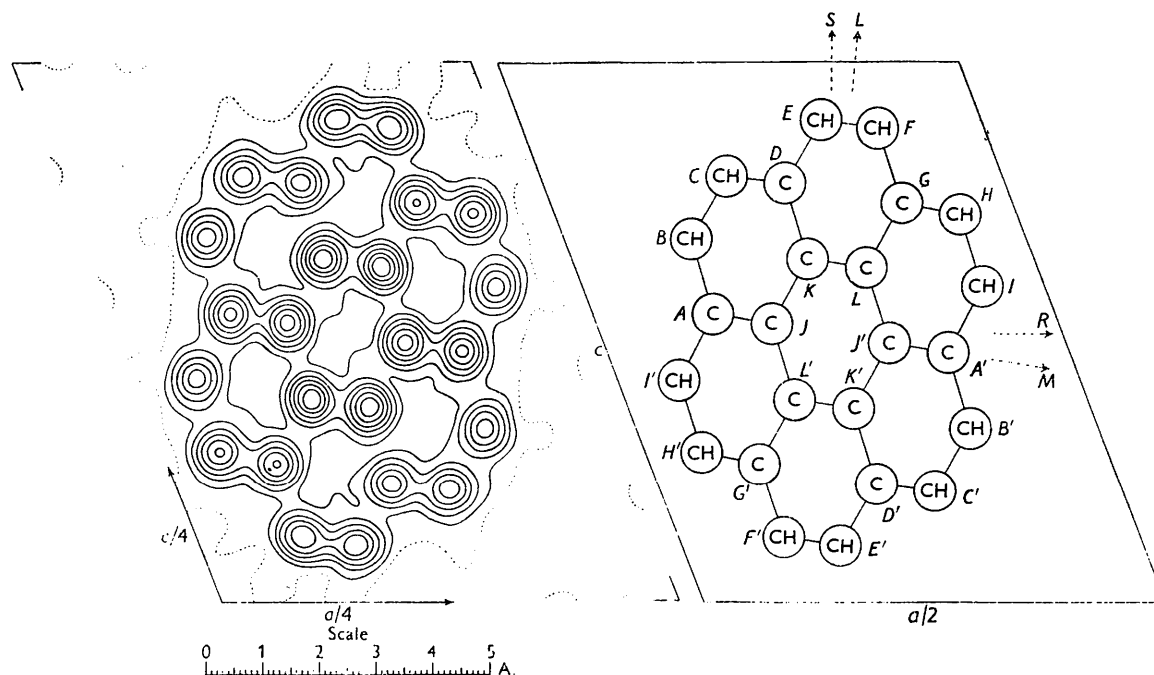 S L
E CH CH F
D
C CH C
G H
C CH
B CH
C C
K L
CH I
A C C J
R
J' C C A'
L' K'
M
I' CH
C C
CH B'
H' CH C
G'
C CH C'
D'
F' CH CH E'
c
c/4
a/4
a/2
Scale
0 1 2 3 4 5 A.